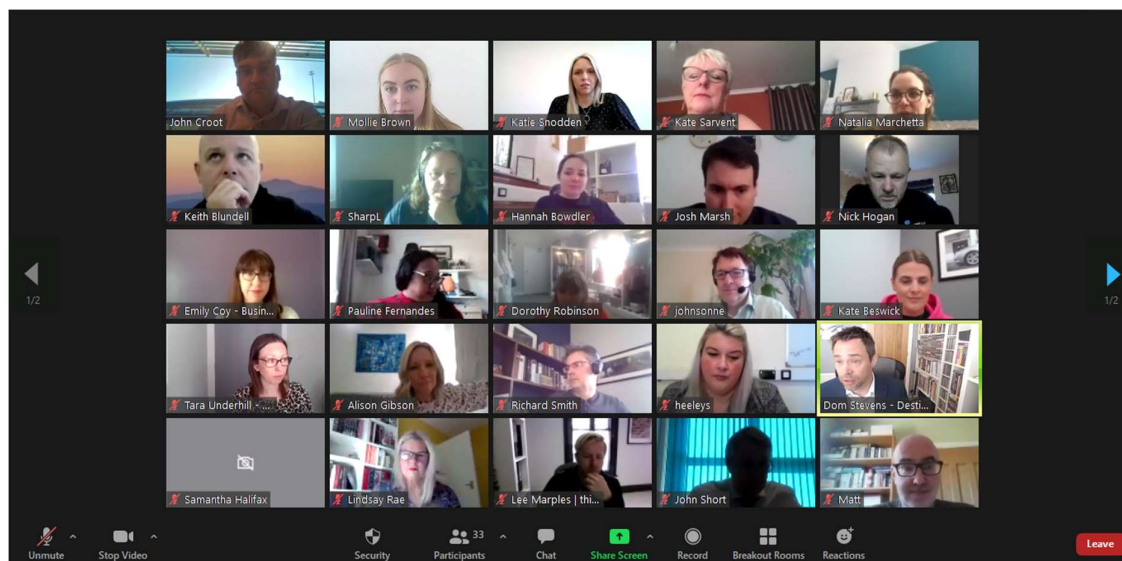 John Croot
Mollie Brown
Katie Snodden
Kate Sarvent
Natalia Marchetta
Keith Blundell
SharpL
Hannah Bowdler
Josh Marsh
Nick Hogan
1/2
Emily Coy - Busin...
Pauline Fernandes
Dorothy Robinson
johnsonne
Kate Beswick
1/2
Tara Underhill - ...
Alison Gibson
Richard Smith
heeleys
Dom Stevens - Desti...
Samantha Halifax
Lindsay Rae
Lee Marples | thi...
John Short
Matt
Unmute
Stop Video
Security
Participants
33
Chat
Share Screen
Record
Breakout Rooms
Reactions
Leave